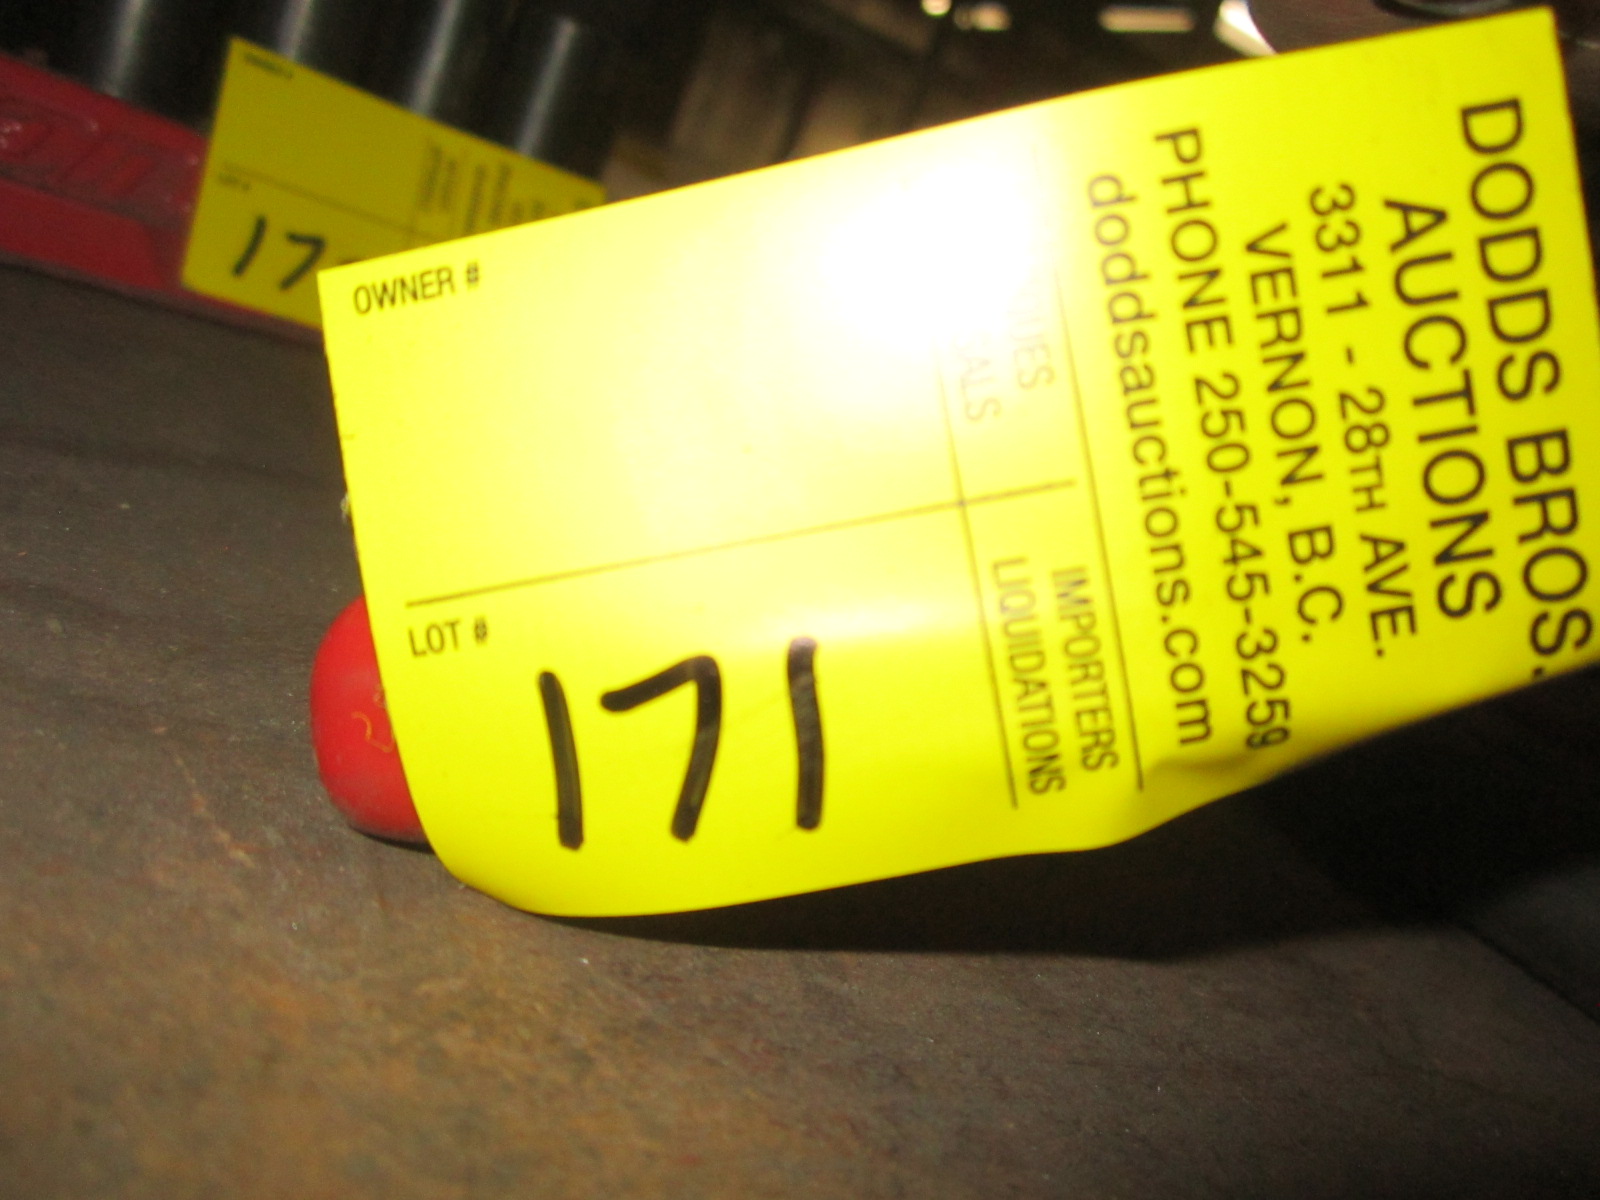 DODDS BROS.
AUCTIONS
3311 - 28TH AVE.
VERNON, B.C.
PHONE 250-545-3259
doddsauctions.com
IMPORTERS
LIQUIDATIONS
OWNER #
LOT #
171
LOT #
17